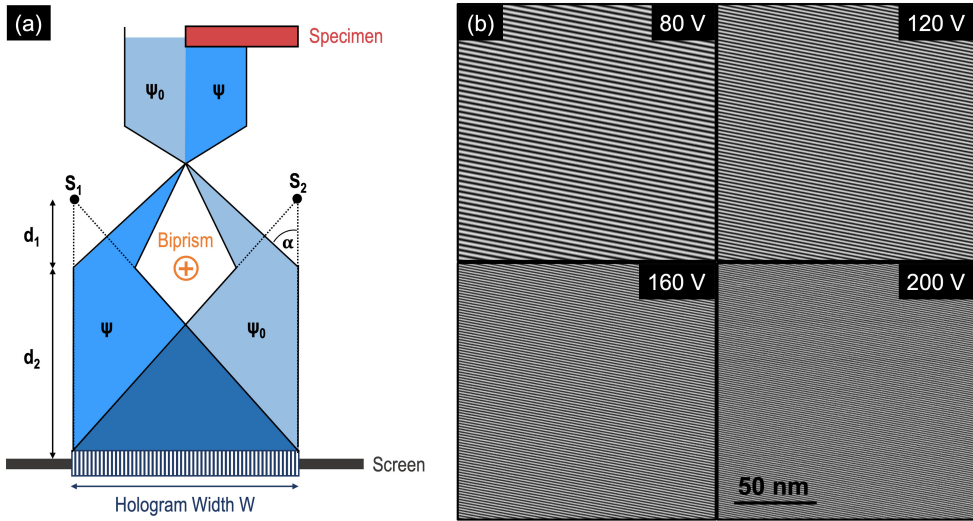 (a)
Specimen
Ψ₀
Ψ
S₁
S₂
d₁
Biprism
α
Ψ
Ψ₀
d₂
Screen
Hologram Width W
(b)
80 V
120 V
160 V
200 V
50 nm